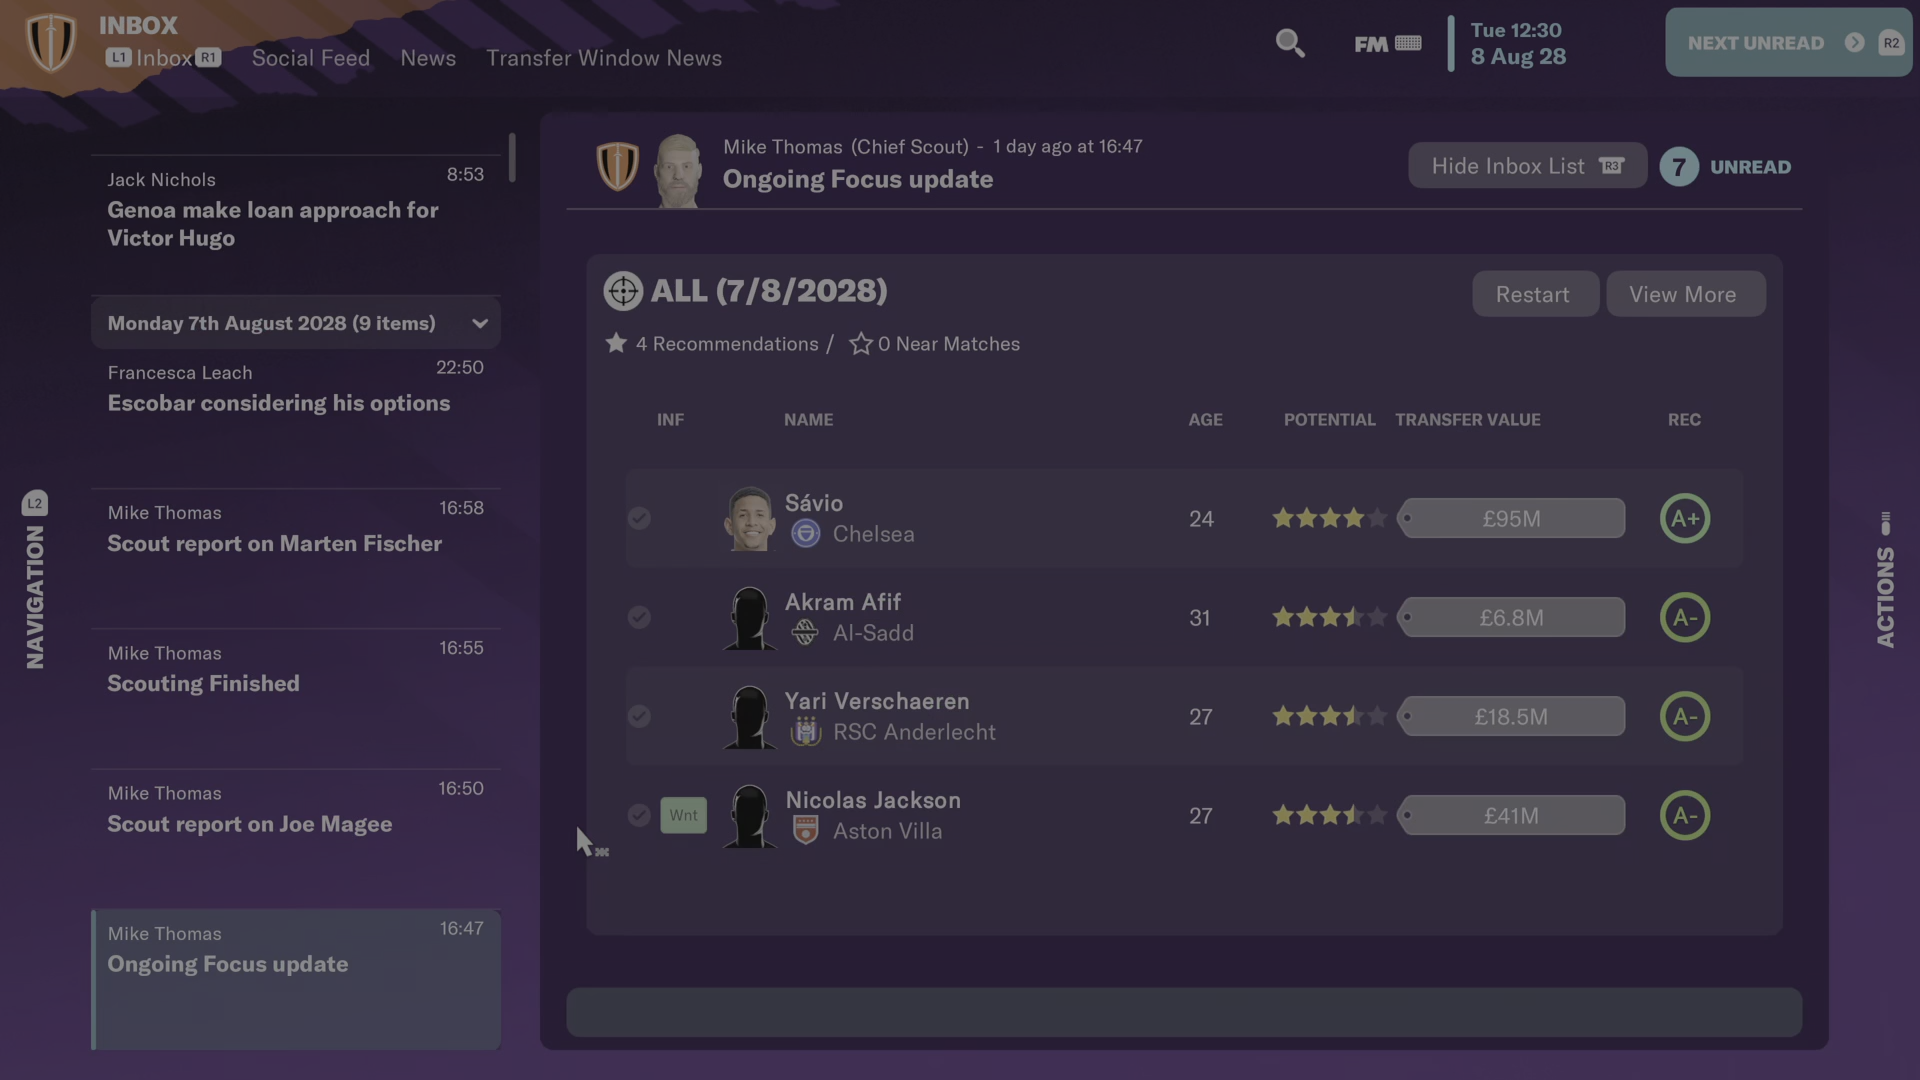 INBOX
L1 Inbox R1 Social Feed News Transfer Window News
FM
Tue 12:30
8 Aug 28
NEXT UNREAD R2
L2
NAVIGATION
Jack Nichols 8:53
Genoa make loan approach for
Victor Hugo
Monday 7th August 2028 (9 items)
Francesca Leach 22:50
Escobar considering his options
Mike Thomas 16:58
Scout report on Marten Fischer
Mike Thomas 16:55
Scouting Finished
Mike Thomas 16:50
Scout report on Joe Magee
Mike Thomas 16:47
Ongoing Focus update
Mike Thomas (Chief Scout) - 1 day ago at 16:47
Ongoing Focus update
Hide Inbox List R3
7 UNREAD
ALL (7/8/2028)
Restart View More
4 Recommendations / 0 Near Matches
INF NAME AGE POTENTIAL TRANSFER VALUE REC
Sávio
Chelsea
24 £95M A+
Akram Afif
Al-Sadd
31 £6.8M A-
Yari Verschaeren
RSC Anderlecht
27 £18.5M A-
Wnt
Nicolas Jackson
Aston Villa
27 £41M A-
ACTIONS